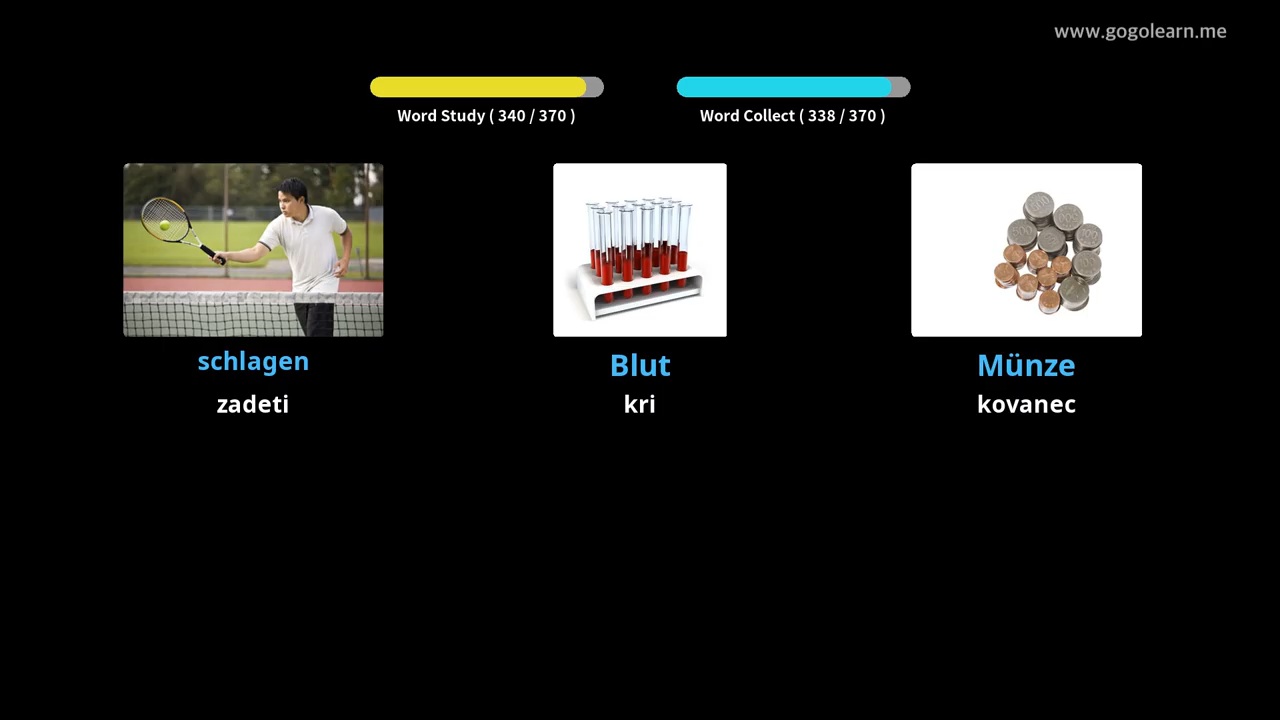 www.gogolearn.me
Word Study ( 340 / 370 )
Word Collect ( 338 / 370 )
schlagen
zadeti
Blut
kri
Münze
kovanec